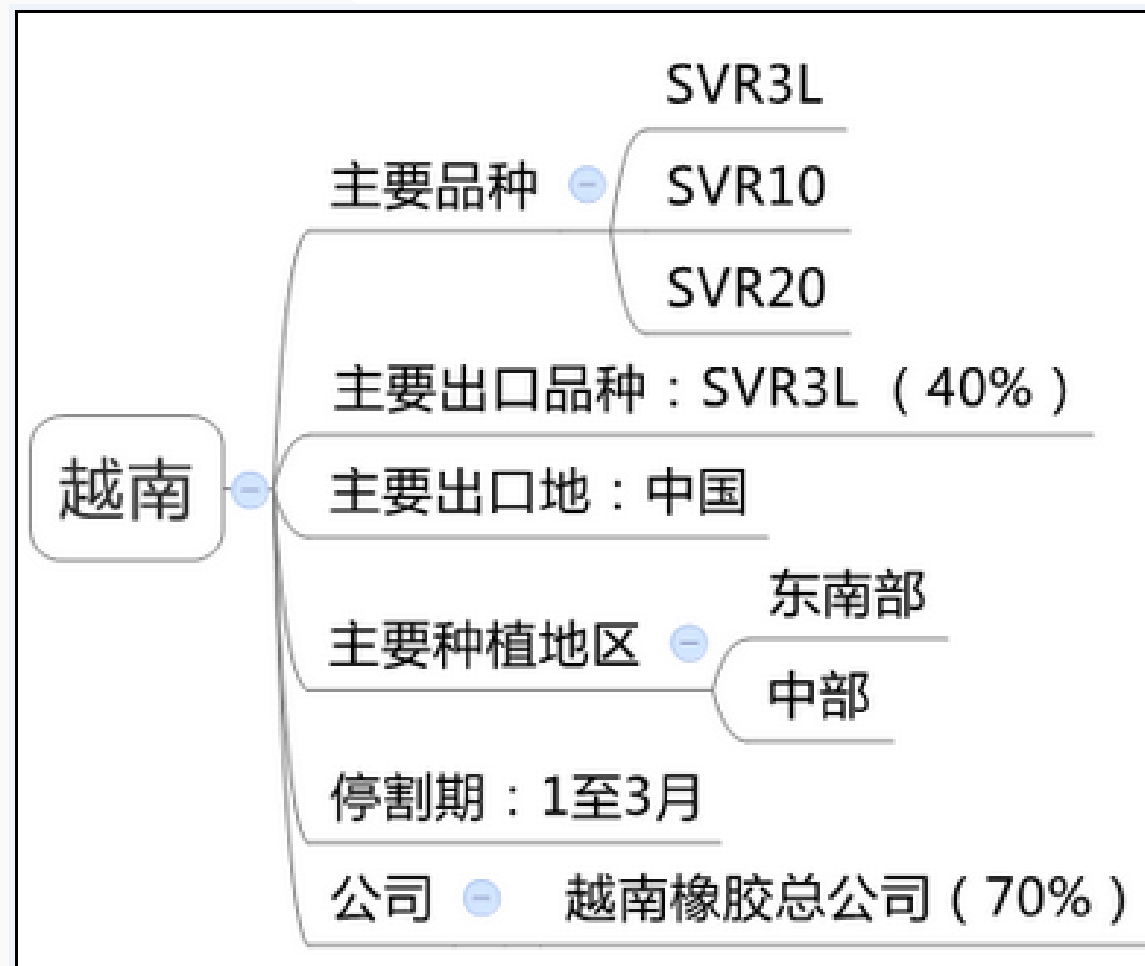 越南
主要品种
SVR3L
SVR10
SVR20
主要出口品种：SVR3L（40%）
主要出口地：中国
主要种植地区
东南部
中部
停割期：1至3月
公司
越南橡胶总公司（70%）